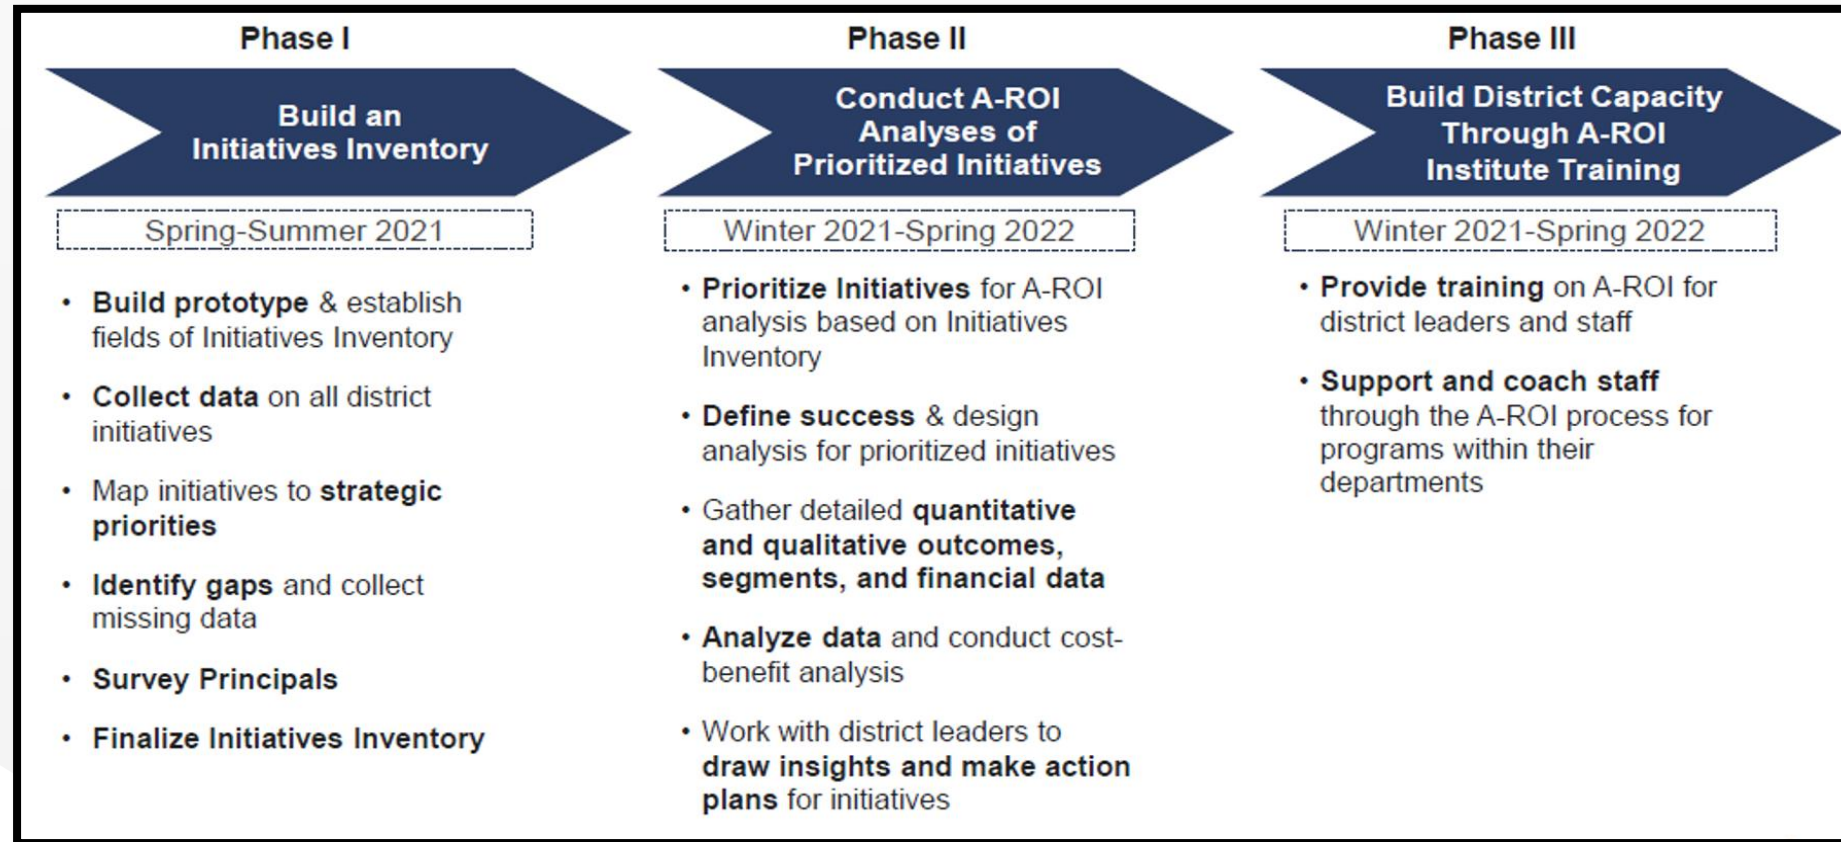 Phase I
Build an
Initiatives Inventory
Spring-Summer 2021
• Build prototype & establish
fields of Initiatives Inventory
• Collect data on all district
initiatives
• Map initiatives to strategic
priorities
• Identify gaps and collect
missing data
• Survey Principals
• Finalize Initiatives Inventory
Phase II
Conduct A-ROI
Analyses of
Prioritized Initiatives
Winter 2021-Spring 2022
• Prioritize Initiatives for A-ROI
analysis based on Initiatives
Inventory
• Define success & design
analysis for prioritized initiatives
• Gather detailed quantitative
and qualitative outcomes,
segments, and financial data
• Analyze data and conduct cost-
benefit analysis
• Work with district leaders to
draw insights and make action
plans for initiatives
Phase III
Build District Capacity
Through A-ROI
Institute Training
Winter 2021-Spring 2022
• Provide training on A-ROI for
district leaders and staff
• Support and coach staff
through the A-ROI process for
programs within their
departments